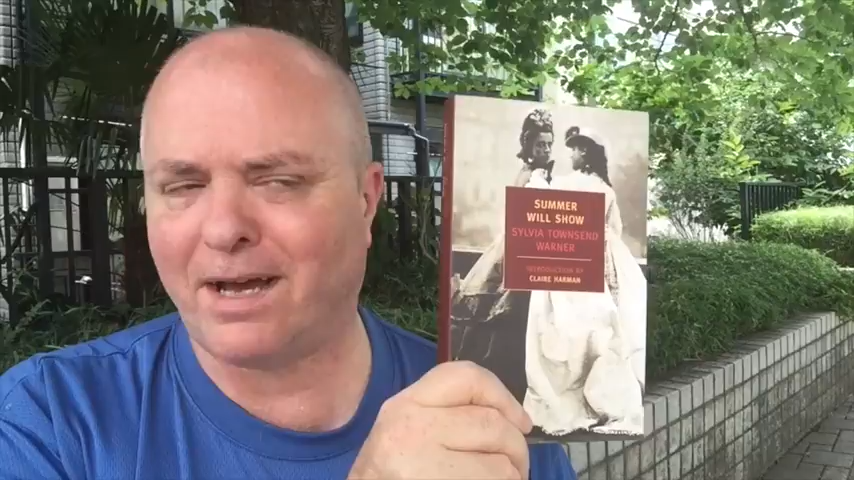 SUMMER
WILL SHOW
SYLVIA TOWNSEND
WARNER
INTRODUCTION BY
CLAIRE HARMAN